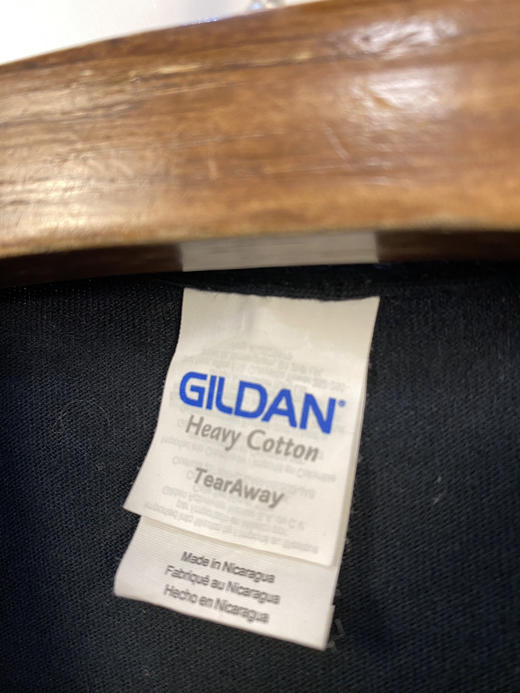 GILDAN®
Heavy Cotton
TearAway
Made in Nicaragua
Fabriqué au Nicaragua
Hecho en Nicaragua